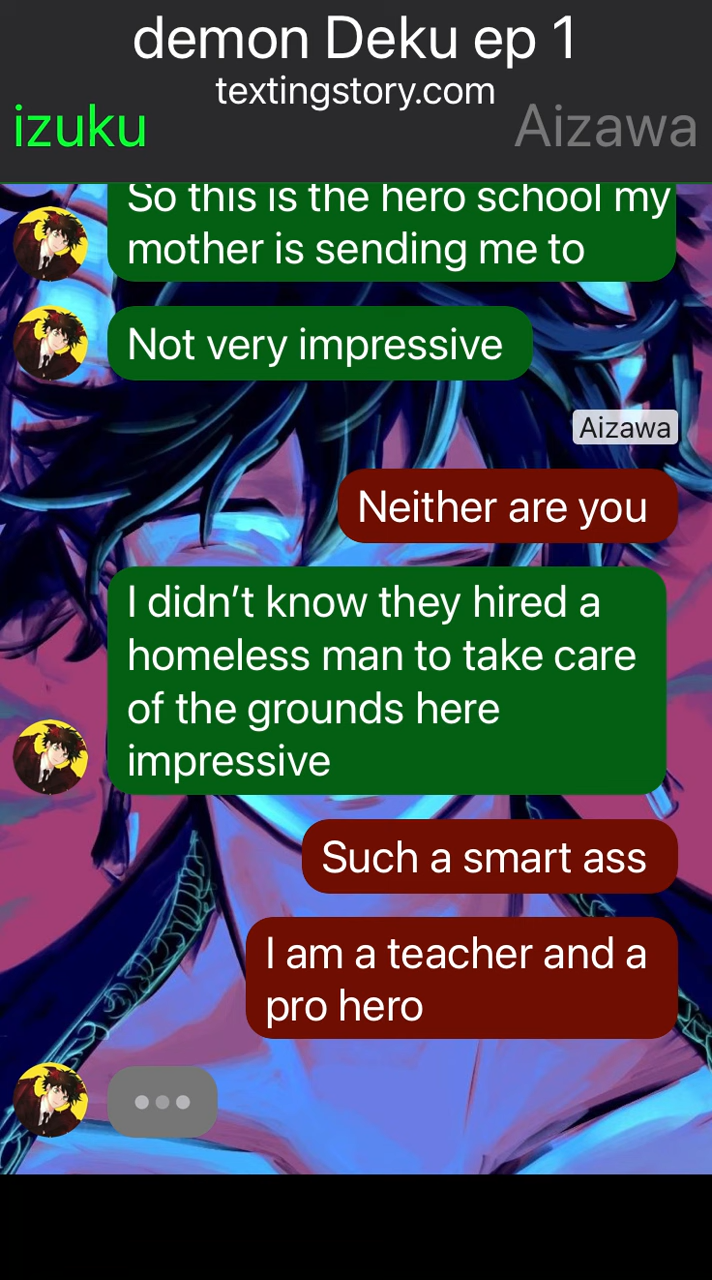 demon Deku ep 1
textingstory.com
izuku
Aizawa
So this is the hero school my
mother is sending me to
Not very impressive
Aizawa
Neither are you
I didn’t know they hired a
homeless man to take care
of the grounds here
impressive
Such a smart ass
I am a teacher and a
pro hero